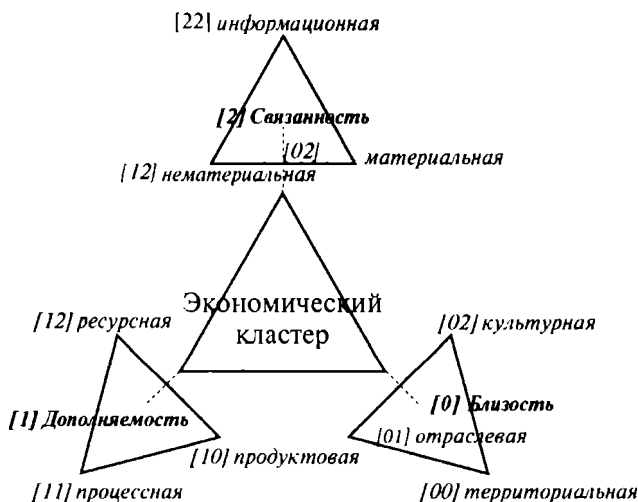 [22] информационная
[2] Связанность
[02]
материальная
[12] нематериальная
Экономический
кластер
[12] ресурсная
[02] культурная
[1] Дополняемость
[0] Близость
[01] отраслевая
[10] продуктовая
[11] процессная
[00] территориальная